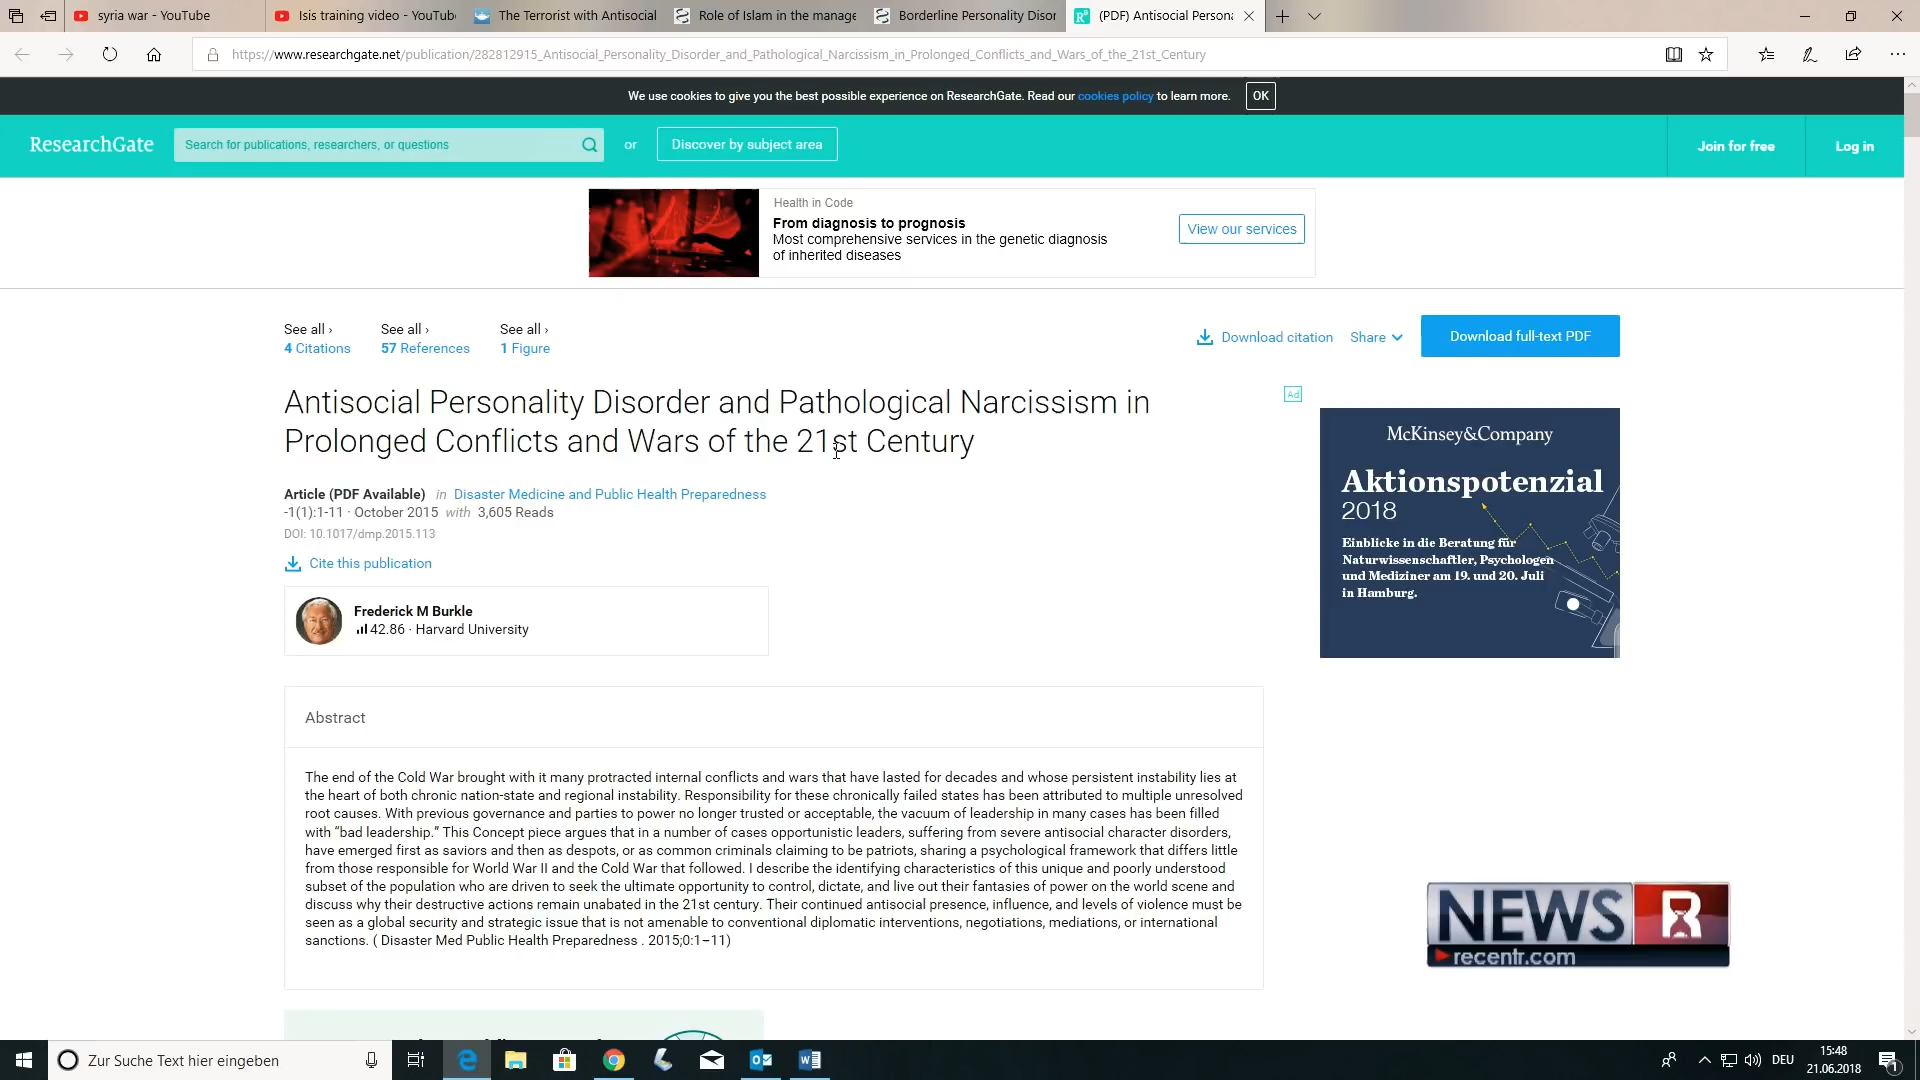 syria war - YouTube
Isis training video - YouTub
The Terrorist with Antisocial
Role of Islam in the manage
Borderline Personality Disor
(PDF) Antisocial Persona
https://www.researchgate.net/publication/282812915_Antisocial_Personality_Disorder_and_Pathological_Narcissism_in_Prolonged_Conflicts_and_Wars_of_the_21st_Century
We use cookies to give you the best possible experience on ResearchGate. Read our cookies policy to learn more.
OK
ResearchGate
Search for publications, researchers, or questions
or
Discover by subject area
Join for free
Log in
Health in Code
From diagnosis to prognosis
Most comprehensive services in the genetic diagnosis
of inherited diseases
View our services
See all ›
See all ›
See all ›
4 Citations
57 References
1 Figure
Download citation
Share
Download full-text PDF
Antisocial Personality Disorder and Pathological Narcissism in
Prolonged Conflicts and Wars of the 21st Century
Ad
Article (PDF Available) in Disaster Medicine and Public Health Preparedness
-1(1):1-11 · October 2015 with 3,605 Reads
DOI: 10.1017/dmp.2015.113
Cite this publication
Frederick M Burkle
42.86 · Harvard University
McKinsey&Company
Aktionspotenzial
2018
Einblicke in die Beratung für
Naturwissenschaftler, Psychologen
und Mediziner am 19. und 20. Juli
in Hamburg.
Abstract
The end of the Cold War brought with it many protracted internal conflicts and wars that have lasted for decades and whose persistent instability lies at
the heart of both chronic nation-state and regional instability. Responsibility for these chronically failed states has been attributed to multiple unresolved
root causes. With previous governance and parties to power no longer trusted or acceptable, the vacuum of leadership in many cases has been filled
with “bad leadership.” This Concept piece argues that in a number of cases opportunistic leaders, suffering from severe antisocial character disorders,
have emerged first as saviors and then as despots, or as common criminals claiming to be patriots, sharing a psychological framework that differs little
from those responsible for World War II and the Cold War that followed. I describe the identifying characteristics of this unique and poorly understood
subset of the population who are driven to seek the ultimate opportunity to control, dictate, and live out their fantasies of power on the world scene and
discuss why their destructive actions remain unabated in the 21st century. Their continued antisocial presence, influence, and levels of violence must be
seen as a global security and strategic issue that is not amenable to conventional diplomatic interventions, negotiations, mediations, or international
sanctions. ( Disaster Med Public Health Preparedness . 2015;0:1–11)
NEWS R
recentr.com
Zur Suche Text hier eingeben
DEU
15:48
21.06.2018
1